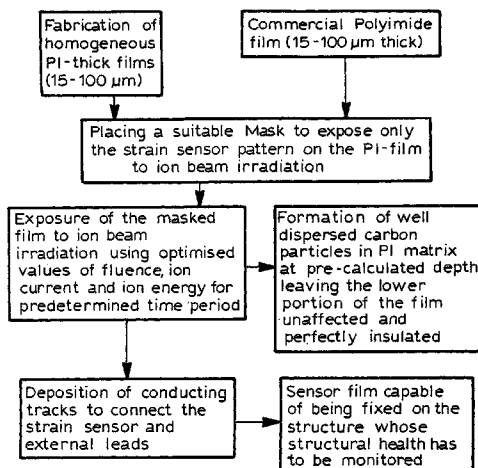 Fabrication of
homogeneous
PI-thick films
(15-100 µm)
Commercial Polyimide
film (15-100 µm thick)
Placing a suitable Mask to expose only
the strain sensor pattern on the PI-film
to ion beam irradiation
Exposure of the masked
film to ion beam
irradiation using optimised
values of fluence, ion
current and ion energy for
predetermined time period
Formation of well
dispersed carbon
particles in PI matrix
at pre-calculated depth
leaving the lower
portion of the film
unaffected and
perfectly insulated
Deposition of conducting
tracks to connect the
strain sensor and
external leads
Sensor film capable
of being fixed on the
structure whose
structural health has
to be monitored